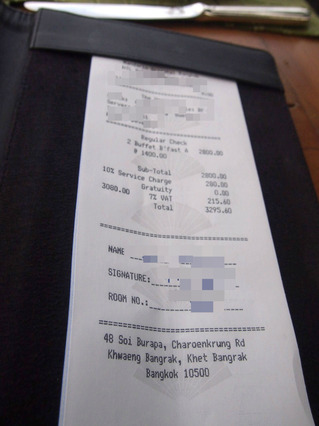 Regular Check
2 Buffet B'fast A 2800.00
@ 1400.00
Sub-Total 2800.00
10% Service Charge 280.00
Gratuity 0.00
3080.00 7% VAT 215.60
Total 3295.60
NAME
SIGNATURE:
ROOM NO.:
48 Soi Burapa, Charoenkrung Rd
Khwaeng Bangrak, Khet Bangrak
Bangkok 10500